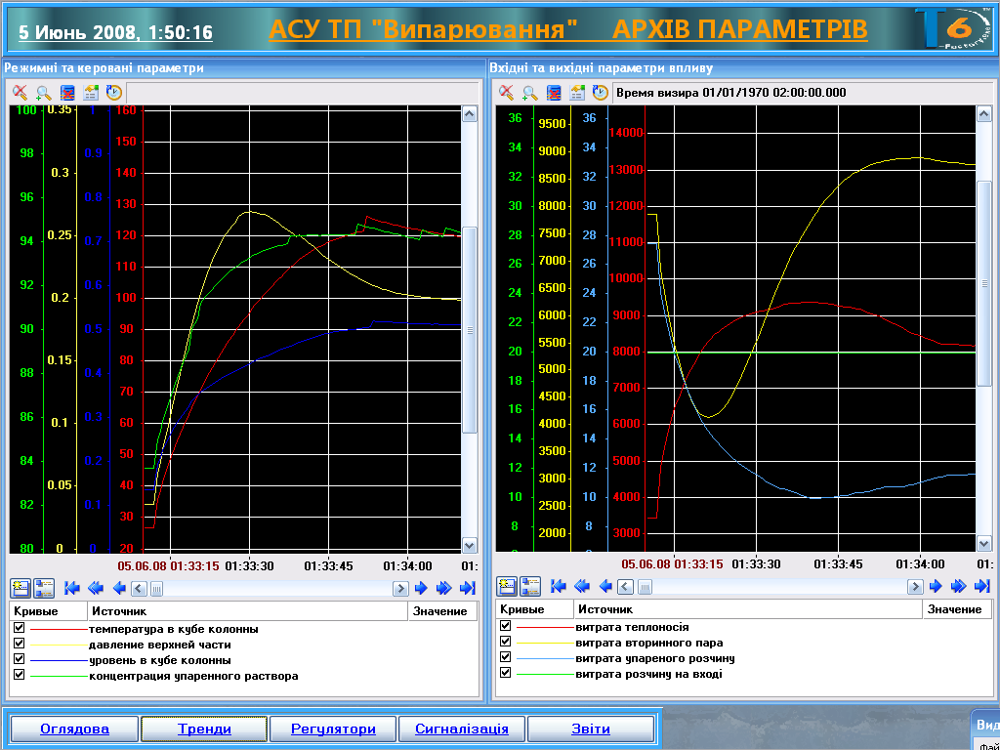 5 Июнь 2008, 1:50:16
АСУ ТП "Випарювання" АРХІВ ПАРАМЕТРІВ
T6
Factory
Режимні та керовані параметри
100 0.35 1 160
150
98 0.9
0.3 140
96 0.8 130
94 0.25 0.7 120
110
92 0.2 0.6 100
90 0.5 90
0.15 80
88 0.4 70
86 0.1 0.3 60
50
84 0.2
0.05 40
82 0.1 30
80 0 0 20
05.06.08 01:33:15 01:33:30 01:33:45 01:34:00 01:
Кривые Источник Значение
температура в кубе колонны
давление верхней части
уровень в кубе колонны
концентрация упаренного раствора
Вхідні та вихідні параметри впливу
Время визира 01/01/1970 02:00:00.000
36 9500 36 14000
34 9000 34
32 8500 32 13000
30 8000 30 12000
28 7500 28 11000
26 7000 26
24 6500 24 10000
22 6000 22 9000
20 5500 20 8000
18 5000 18 7000
16 4500 16
14 4000 14 6000
12 3500 12 5000
10 3000 10 4000
8 2500 8 3000
2000
05.06.08 01:33:15 01:33:30 01:33:45 01:34:00 01:
Кривые Источник Значение
витрата теплоносія
витрата вторинного пара
витрата упареного розчину
витрата розчину на вході
Оглядова Тренди Регулятори Сигналізація Звіти
Вид
Фай